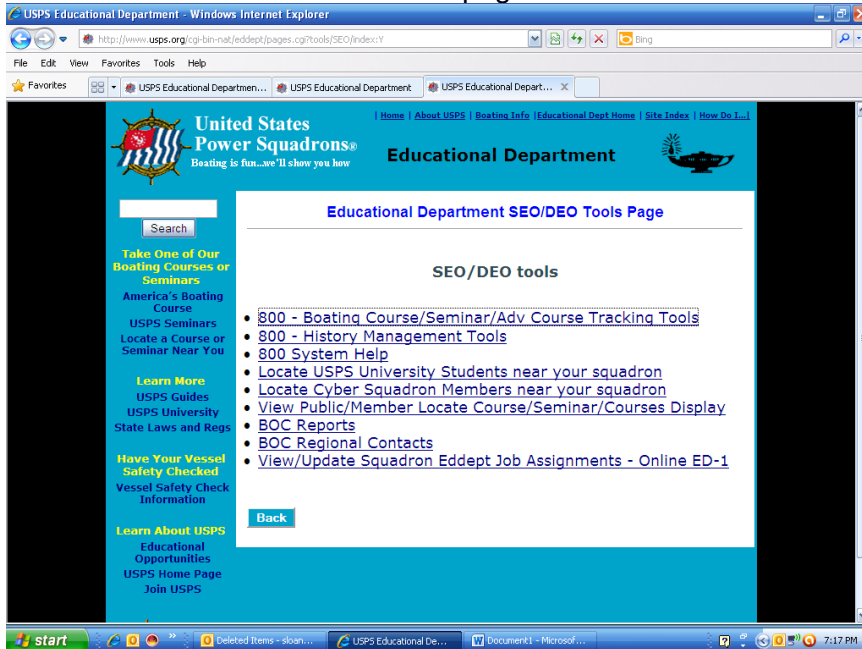 page
USPS Educational Department - Windows Internet Explorer
http://www.usps.org/cgi-bin-nat/eddept/pages.cgi?tools/SEO/index:Y
Bing
File Edit View Favorites Tools Help
Favorites
USPS Educational Departmen...
USPS Educational Department
USPS Educational Depart...
United States
Power Squadrons®
Boating is fun...we'll show you how
| Home | About USPS | Boating Info |Educational Dept Home | Site Index | How Do I...|
Educational Department
Search
Take One of Our
Boating Courses or
Seminars
America's Boating
Course
USPS Seminars
Locate a Course or
Seminar Near You
Learn More
USPS Guides
USPS University
State Laws and Regs
Have Your Vessel
Safety Checked
Vessel Safety Check
Information
Learn About USPS
Educational
Opportunities
USPS Home Page
Join USPS
Educational Department SEO/DEO Tools Page
SEO/DEO tools
800 - Boating Course/Seminar/Adv Course Tracking Tools
800 - History Management Tools
800 System Help
Locate USPS University Students near your squadron
Locate Cyber Squadron Members near your squadron
View Public/Member Locate Course/Seminar/Courses Display
BOC Reports
BOC Regional Contacts
View/Update Squadron Eddept Job Assignments - Online ED-1
Back
start
Deleted Items - sloan...
USPS Educational De...
Document1 - Microsof...
7:17 PM